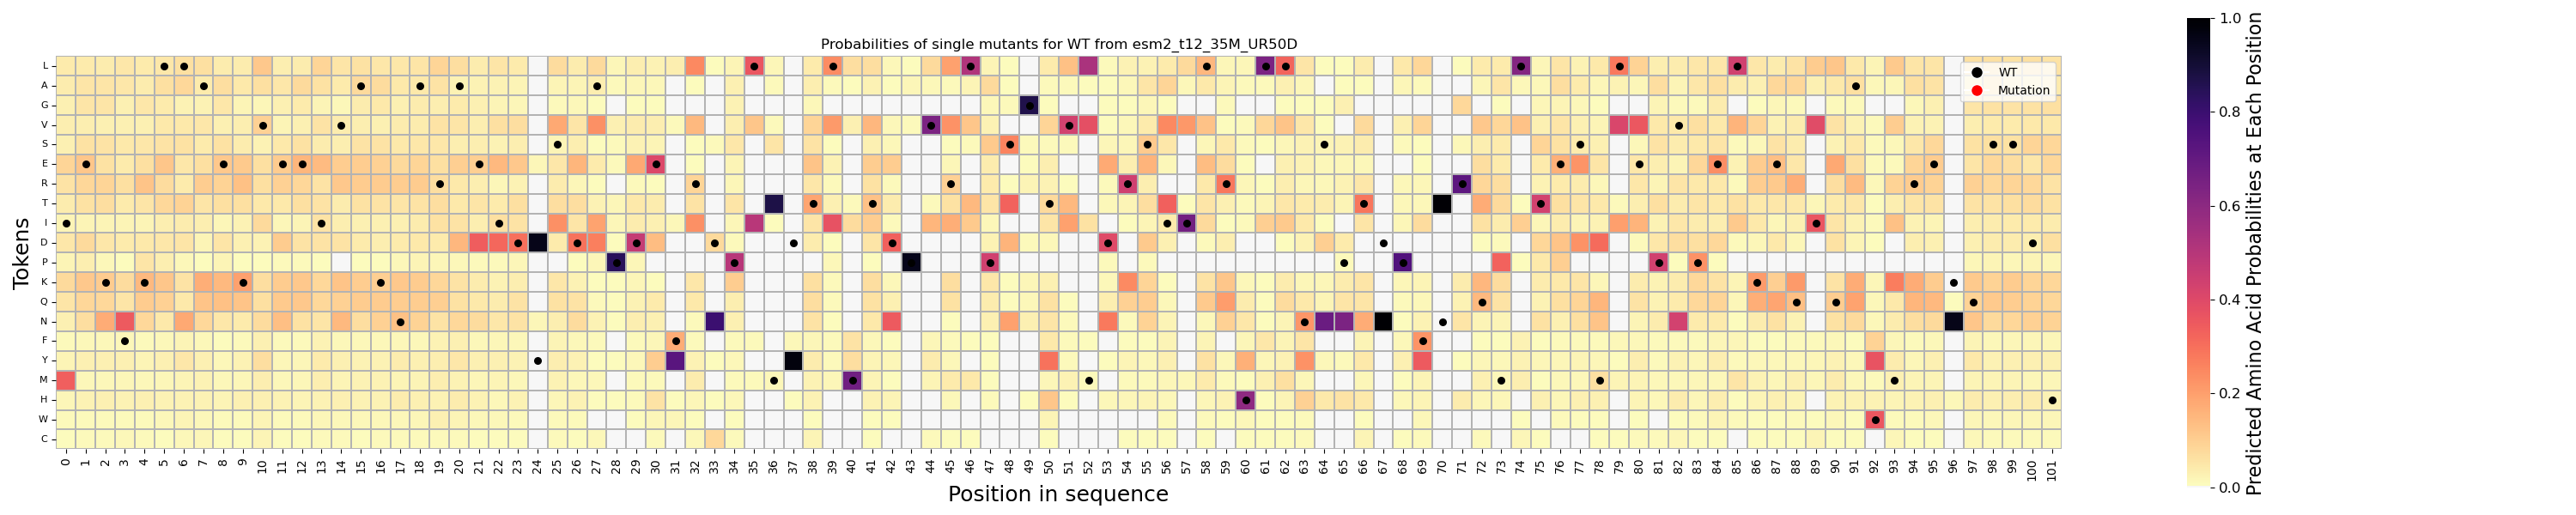 Probabilities of single mutants for WT from esm2_t12_35M_UR50D
L
A
G
V
S
E
R
T
I
D
P
K
Q
N
F
Y
M
H
W
C
Tokens
0 1 2 3 4 5 6 7 8 9 10 11 12 13 14 15 16 17 18 19 20 21 22 23 24 25 26 27 28 29 30 31 32 33 34 35 36 37 38 39 40 41 42 43 44 45 46 47 48 49 50 51 52 53 54 55 56 57 58 59 60 61 62 63 64 65 66 67 68 69 70 71 72 73 74 75 76 77 78 79 80 81 82 83 84 85 86 87 88 89 90 91 92 93 94 95 96 97 98 99 100 101
Position in sequence
WT
Mutation
1.0
0.8
0.6
0.4
0.2
0.0
Predicted Amino Acid Probabilities at Each Position